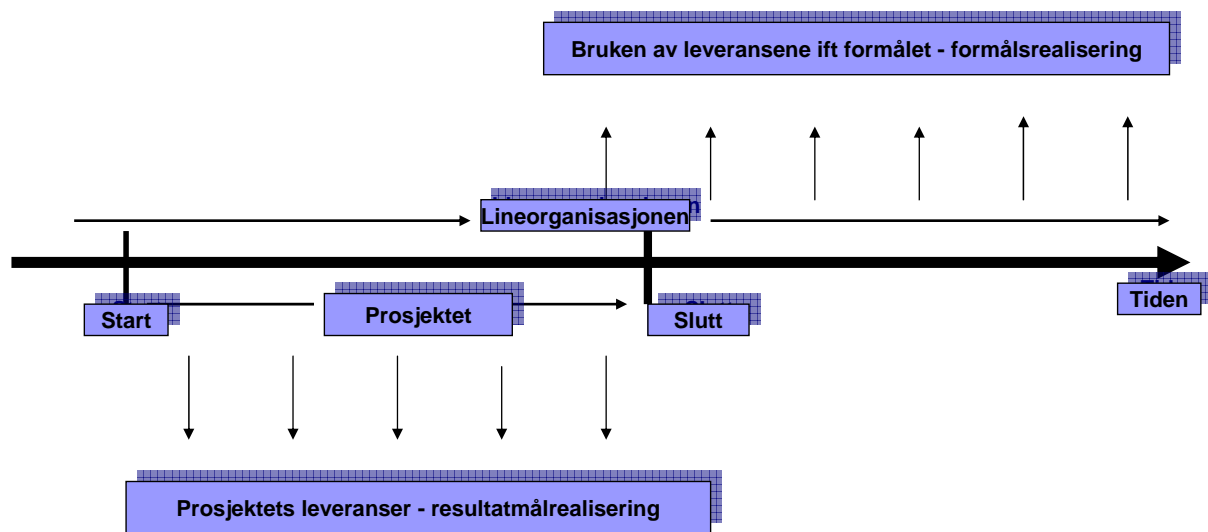 Bruken av leveransene ift formålet - formålsrealisering
Lineorganisasjonen
Start
Prosjektet
Slutt
Tiden
Prosjektets leveranser - resultatmålrealisering